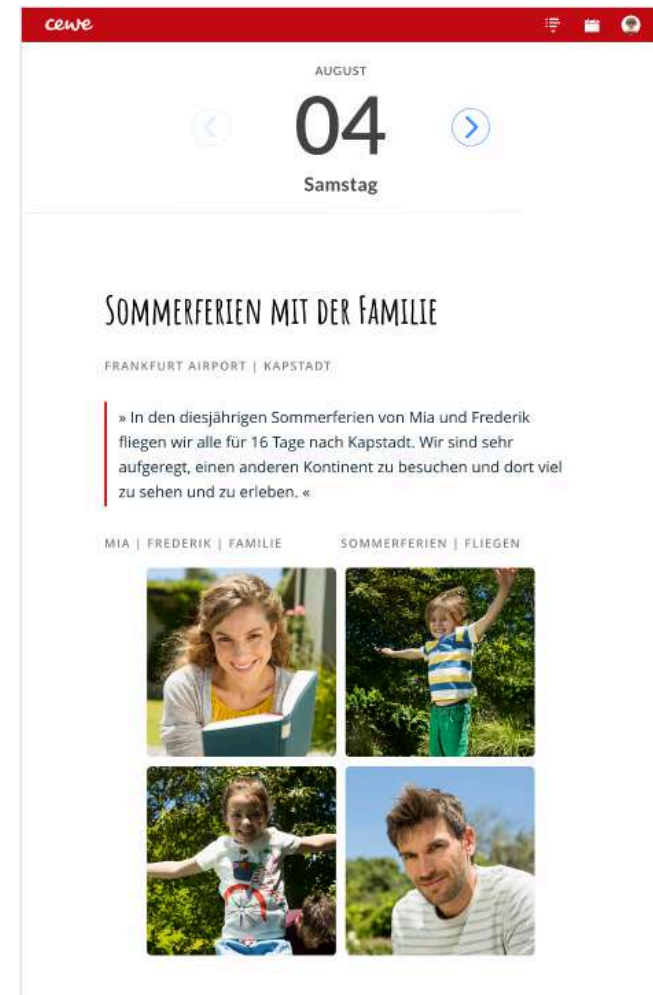 cewe
AUGUST
04
Samstag
SOMMERFERIEN MIT DER FAMILIE
FRANKFURT AIRPORT | KAPSTADT
» In den diesjährigen Sommerferien von Mia und Frederik
fliegen wir alle für 16 Tage nach Kapstadt. Wir sind sehr
aufgeregt, einen anderen Kontinent zu besuchen und dort viel
zu sehen und zu erleben. «
MIA | FREDERIK | FAMILIE SOMMERFERIEN | FLIEGEN